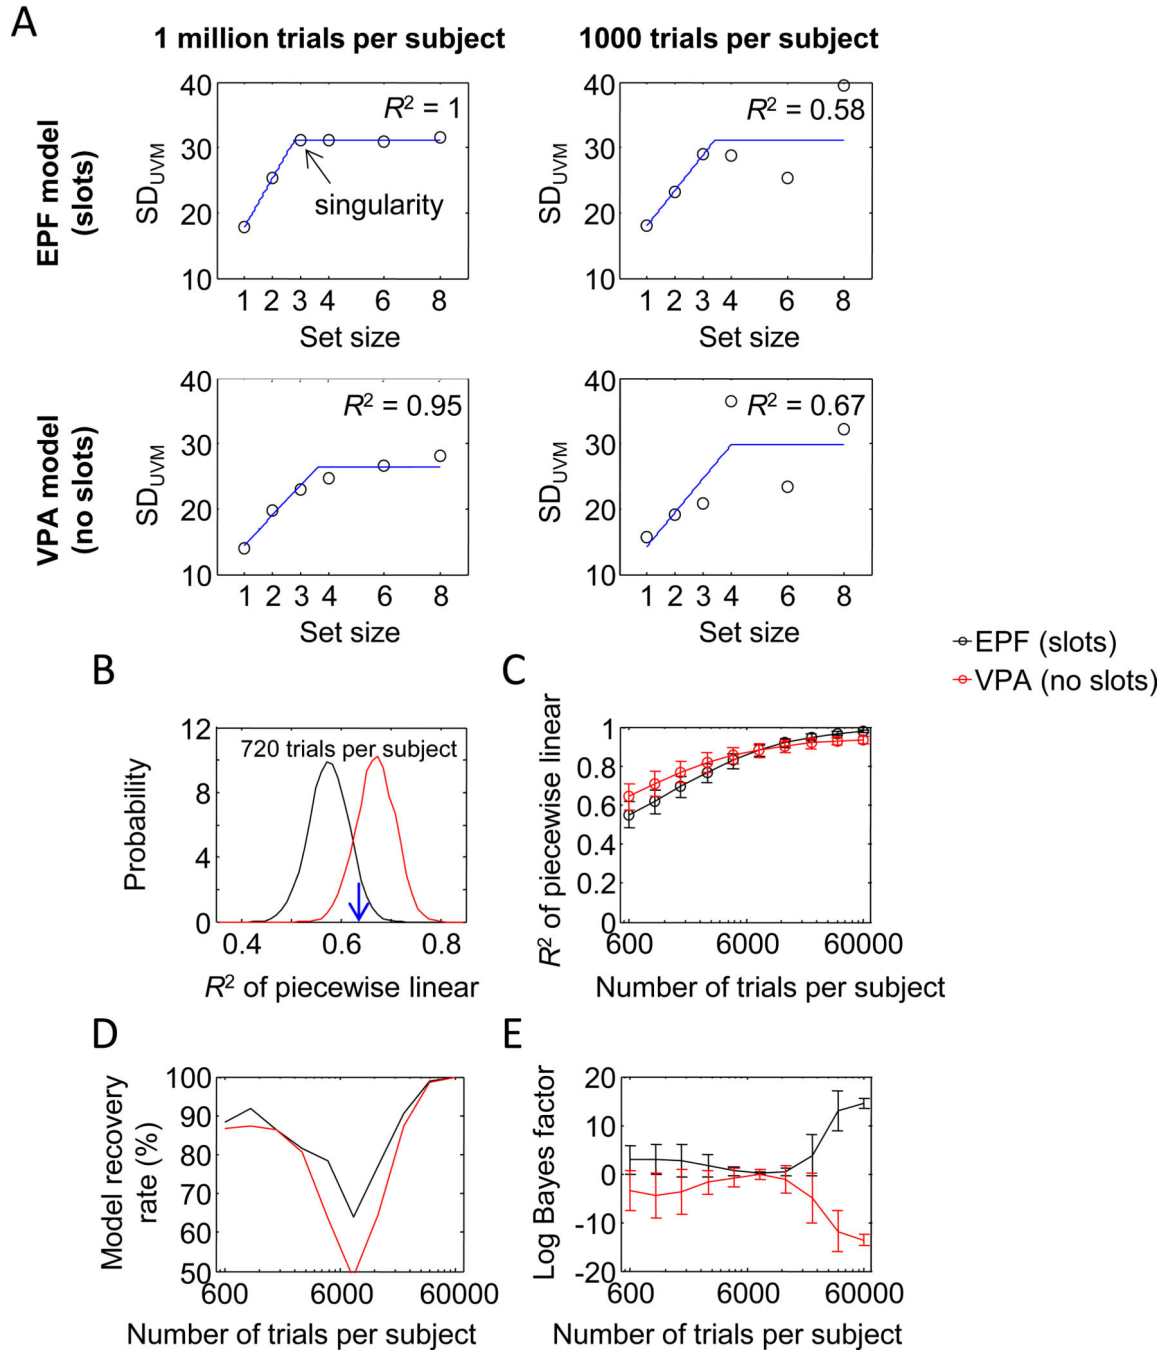 A
1 million trials per subject
1000 trials per subject
EPF model
(slots)
SD_UVM
40
30
20
10
R² = 1
singularity
1 2 3 4 6 8
Set size
SD_UVM
40
30
20
10
R² = 0.58
1 2 3 4 6 8
Set size
VPA model
(no slots)
SD_UVM
40
30
20
10
R² = 0.95
1 2 3 4 6 8
Set size
SD_UVM
40
30
20
10
R² = 0.67
1 2 3 4 6 8
Set size
EPF (slots)
VPA (no slots)
B
Probability
12
8
4
0
720 trials per subject
0.4 0.6 0.8
R² of piecewise linear
C
R² of piecewise linear
1
0.8
0.6
0.4
0.2
0
600 6000 60000
Number of trials per subject
D
Model recovery
rate (%)
100
90
80
70
60
50
600 6000 60000
Number of trials per subject
E
Log Bayes factor
20
10
0
-10
-20
600 6000 60000
Number of trials per subject